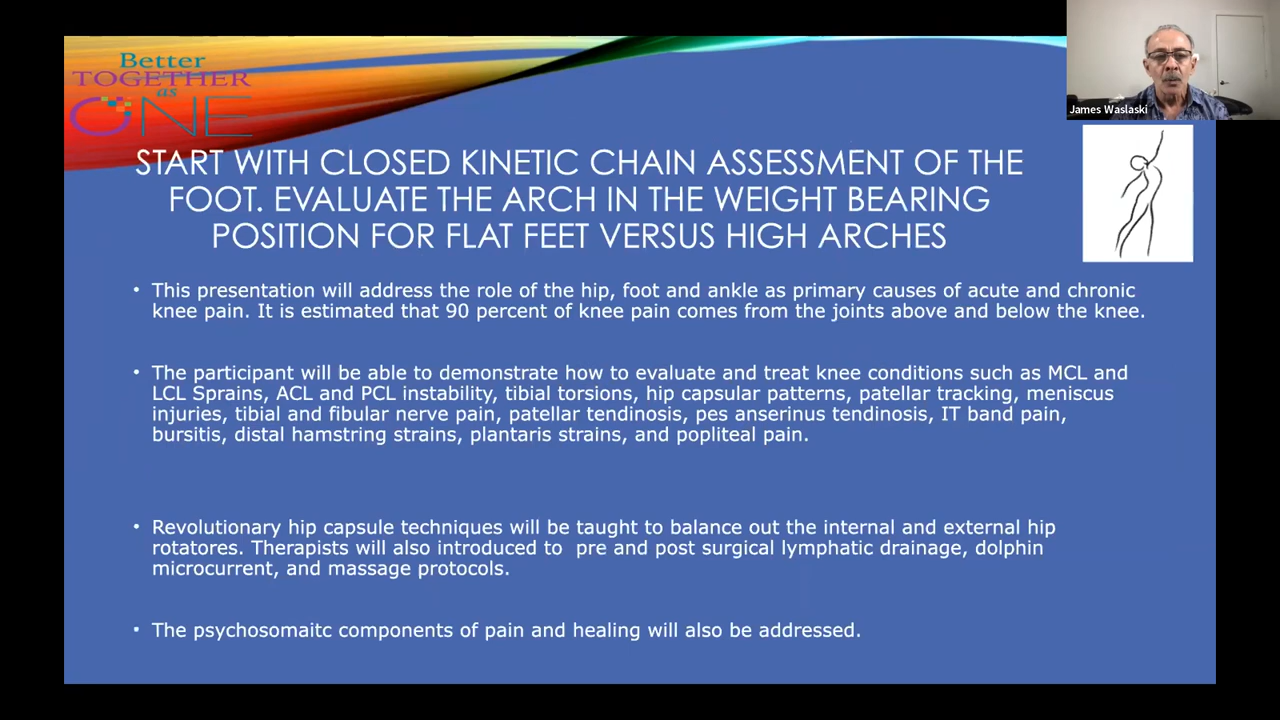 Better
TOGETHER
as
ONE
James Waslaski
START WITH CLOSED KINETIC CHAIN ASSESSMENT OF THE
FOOT. EVALUATE THE ARCH IN THE WEIGHT BEARING
POSITION FOR FLAT FEET VERSUS HIGH ARCHES
• This presentation will address the role of the hip, foot and ankle as primary causes of acute and chronic
knee pain. It is estimated that 90 percent of knee pain comes from the joints above and below the knee.
• The participant will be able to demonstrate how to evaluate and treat knee conditions such as MCL and
LCL Sprains, ACL and PCL instability, tibial torsions, hip capsular patterns, patellar tracking, meniscus
injuries, tibial and fibular nerve pain, patellar tendinosis, pes anserinus tendinosis, IT band pain,
bursitis, distal hamstring strains, plantaris strains, and popliteal pain.
• Revolutionary hip capsule techniques will be taught to balance out the internal and external hip
rotatores. Therapists will also introduced to  pre and post surgical lymphatic drainage, dolphin
microcurrent, and massage protocols.
• The psychosomaitc components of pain and healing will also be addressed.